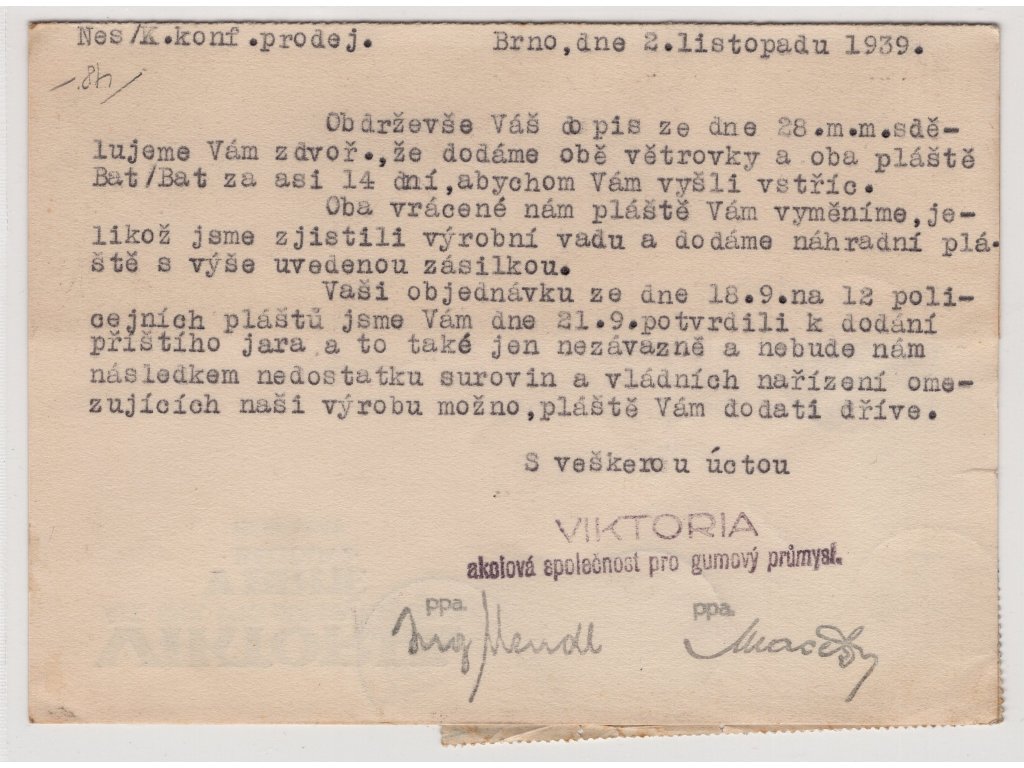 Nes/K.konf.prodej. Brno,dne 2.listopadu 1939.
/48/
Obdrževše Váš dopis ze dne 28.m.m.sdě-
lujeme Vám zdvoř.,že dodáme obě větrovky a oba pláště
Bat/Bat za asi 14 dní,abychom Vám vyšli vstříc.
Oba vrácené nám pláště Vám vyměníme,je-
likož jsme zjistili výrobní vadu a dodáme náhradní plá-
ště s výše uvedenou zásilkou.
Vaši objednávku ze dne 18.9.na 12 poli-
cejních pláštů jsme Vám dne 21.9.potvrdili k dodání
příštího jara a to také jen nezávazně a nebude nám
následkem nedostatku surovin a vládních nařízení ome-
zujících naši výrobu možno,pláště Vám dodati dříve.
S veškerou úctou
VIKTORIA
akciová společnost pro gumový průmysl.
ppa. ppa.
Ing Mendl